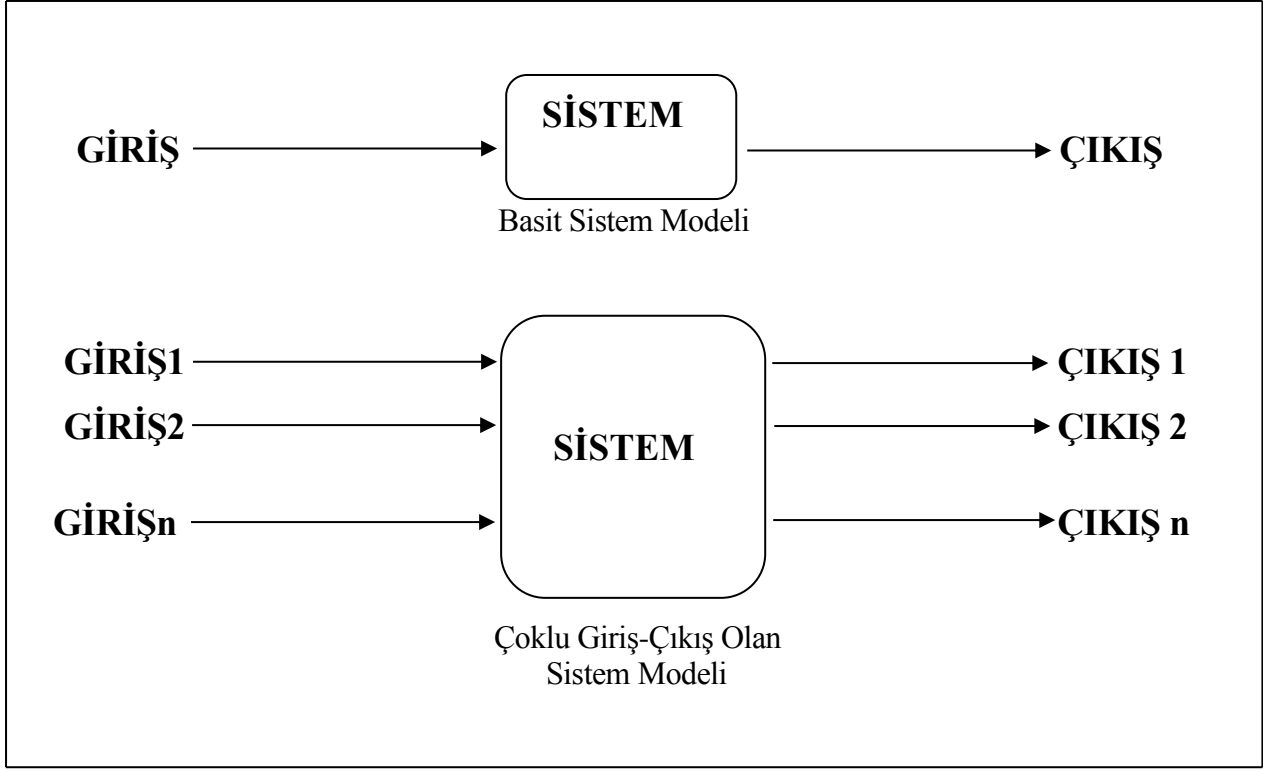 SİSTEM
GİRİŞ
ÇIKIŞ
Basit Sistem Modeli
GİRİŞ1
ÇIKIŞ 1
GİRİŞ2
ÇIKIŞ 2
SİSTEM
GİRİŞn
ÇIKIŞ n
Çoklu Giriş-Çıkış Olan
Sistem Modeli